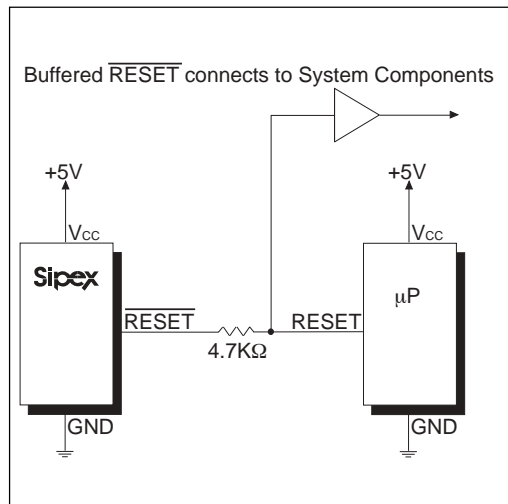 Buffered RESET connects to System Components
+5V
+5V
Vcc
Vcc
Sipex
µP
RESET
RESET
4.7KΩ
GND
GND